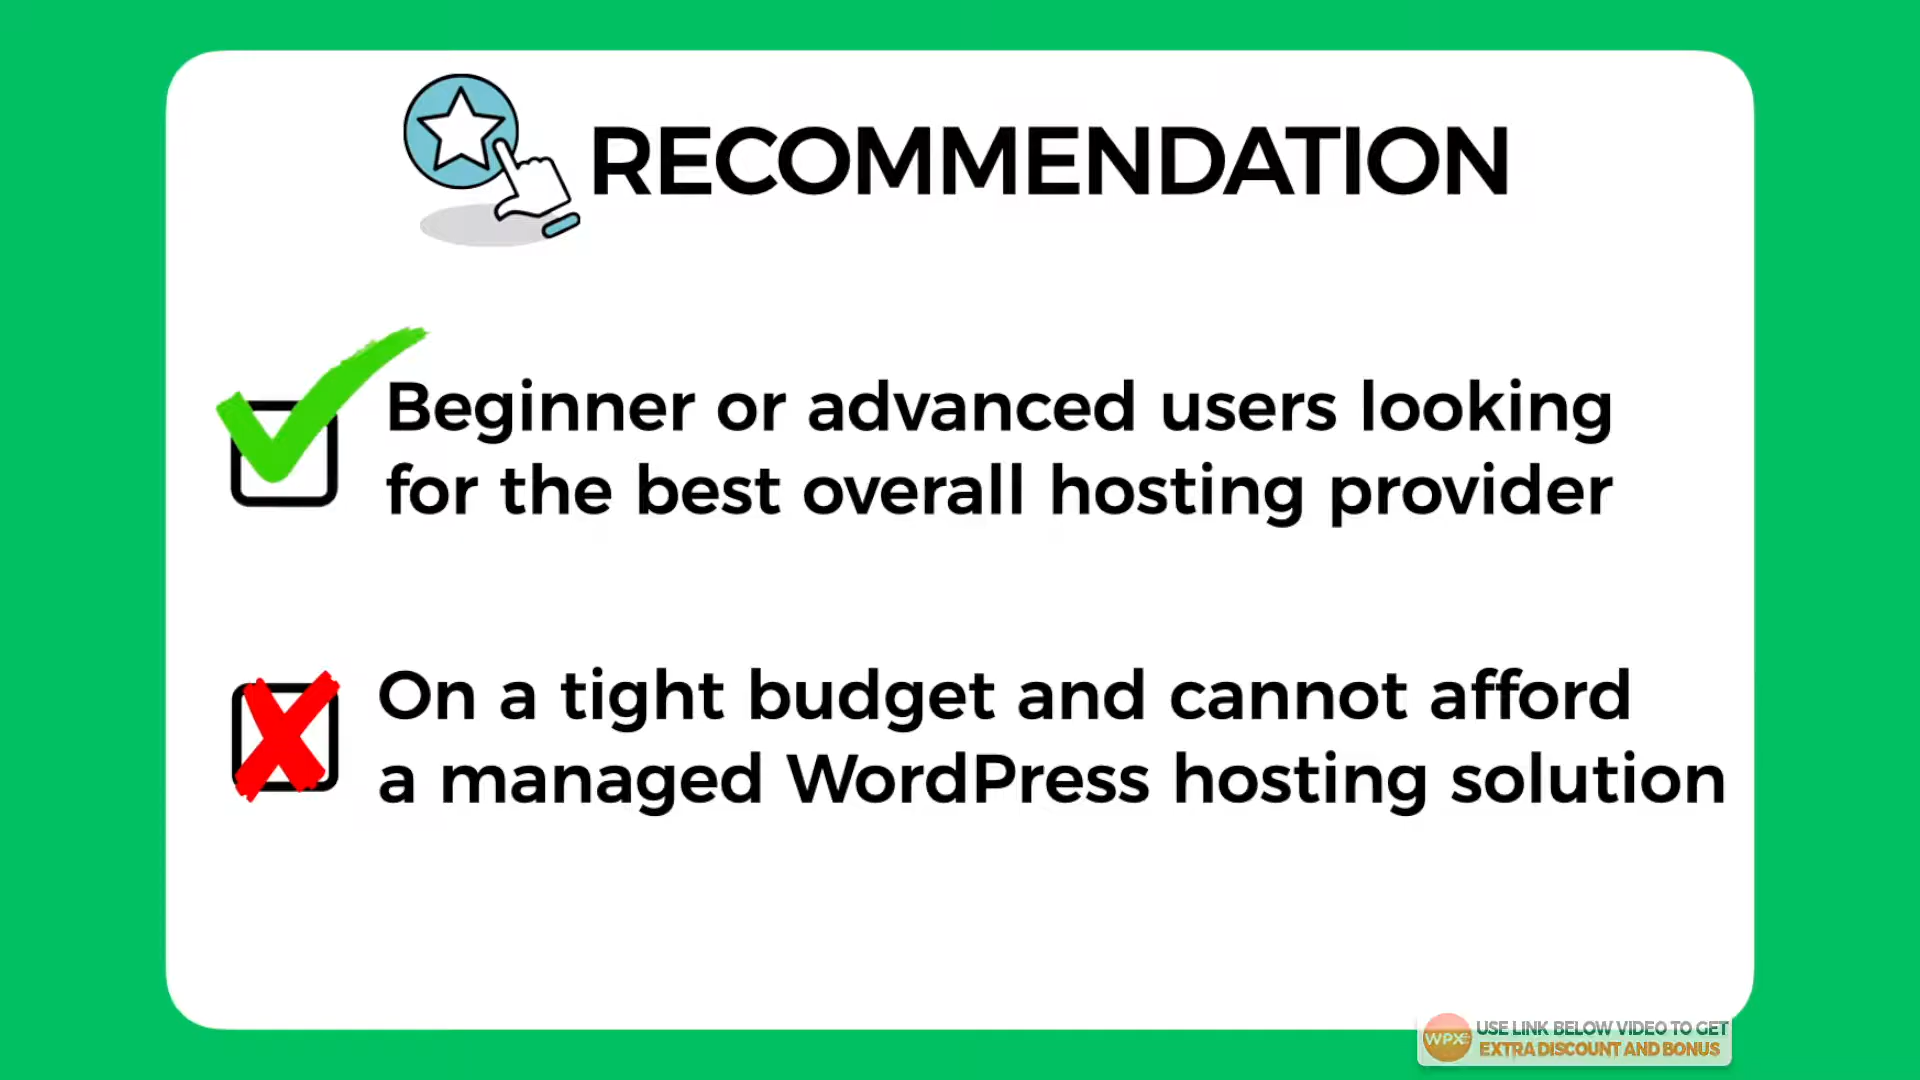 RECOMMENDATION
Beginner or advanced users looking
for the best overall hosting provider
On a tight budget and cannot afford
a managed WordPress hosting solution
WPX
USE LINK BELOW VIDEO TO GET
EXTRA DISCOUNT AND BONUS